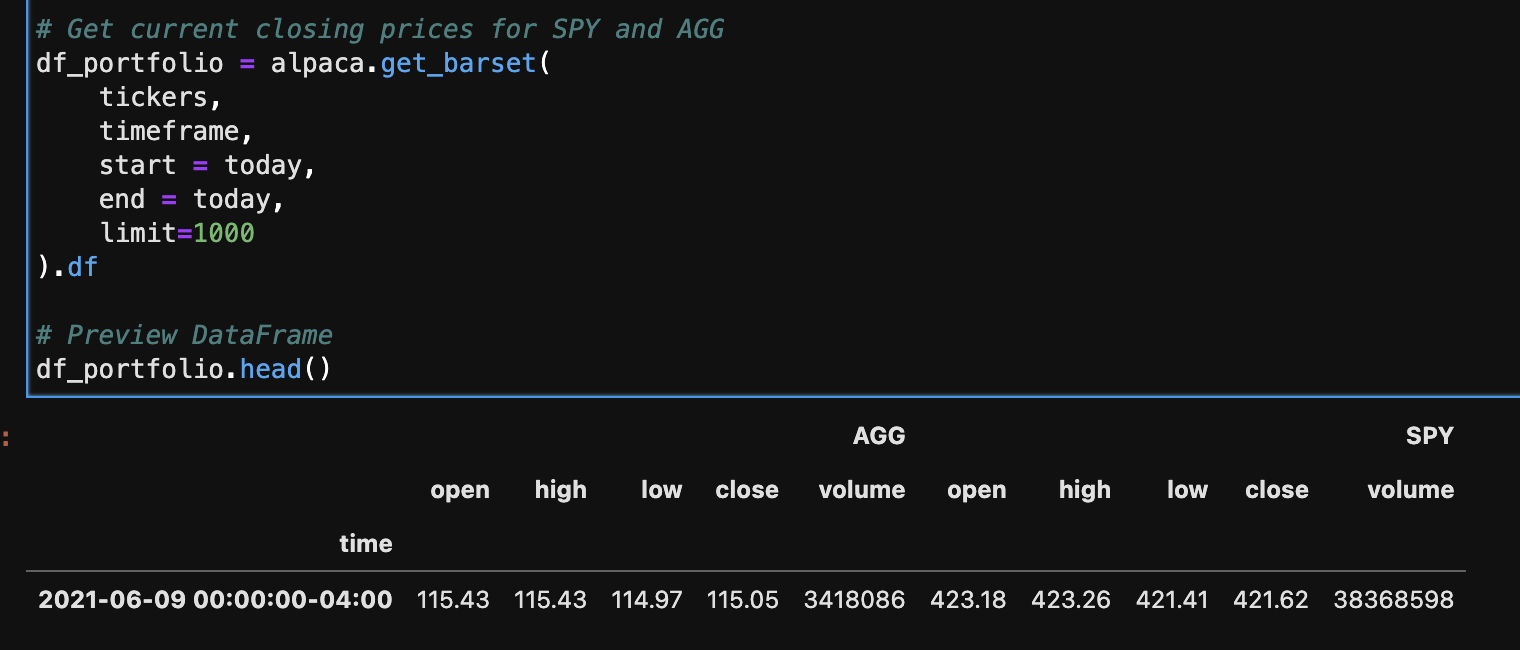 # Get current closing prices for SPY and AGG
df_portfolio = alpaca.get_barset(
    tickers,
    timeframe,
    start = today,
    end = today,
    limit=1000
).df

# Preview DataFrame
df_portfolio.head()
:
AGG SPY
open high low close volume open high low close volume
time
2021-06-09 00:00:00-04:00 115.43 115.43 114.97 115.05 3418086 423.18 423.26 421.41 421.62 38368598